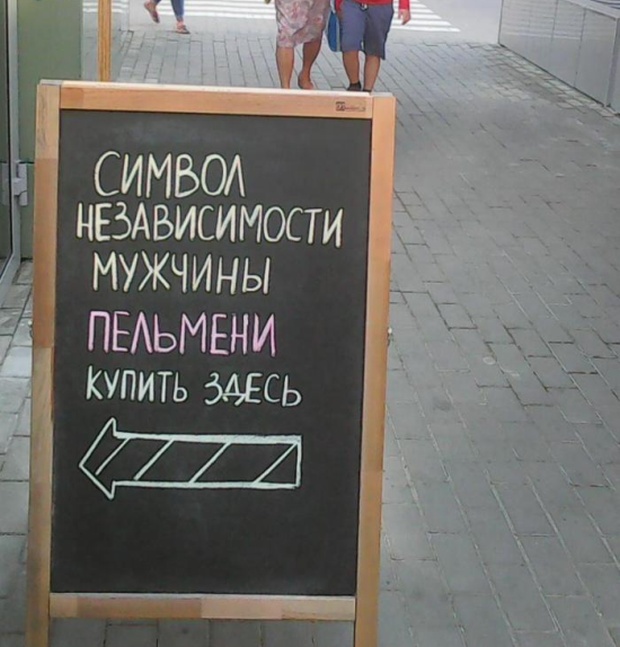 СИМВОЛ
НЕЗАВИСИМОСТИ
МУЖЧИНЫ
ПЕЛЬМЕНИ
КУПИТЬ ЗДЕСЬ